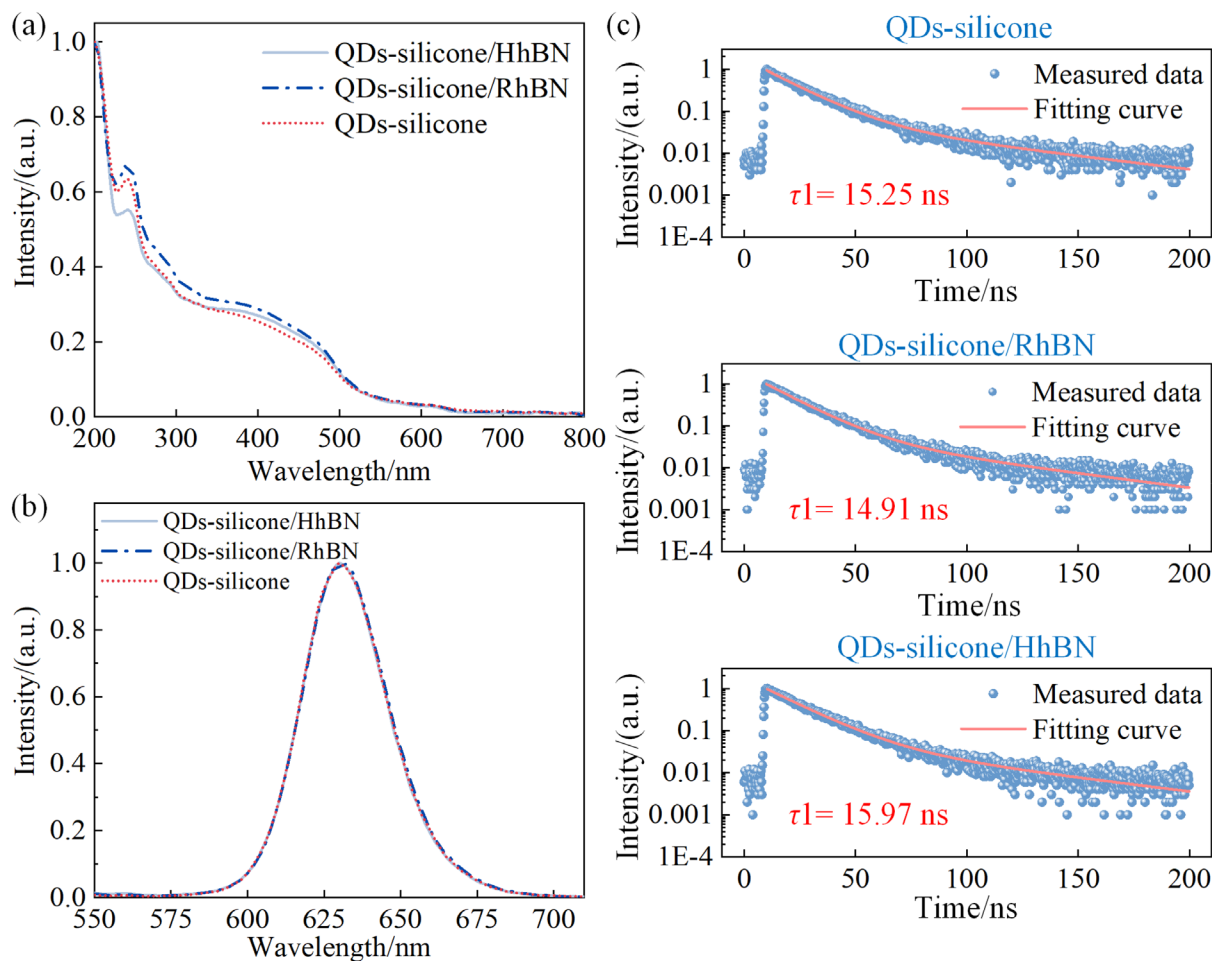 (a)
1.0
0.8
0.6
0.4
0.2
0.0
Intensity/(a.u.)
QDs-silicone/HhBN
QDs-silicone/RhBN
QDs-silicone
200 300 400 500 600 700 800
Wavelength/nm
(b)
QDs-silicone/HhBN
QDs-silicone/RhBN
QDs-silicone
1.0
0.8
0.6
0.4
0.2
0.0
Intensity/(a.u.)
550 575 600 625 650 675 700
Wavelength/nm
(c)
QDs-silicone
Measured data
Fitting curve
1
0.1
0.01
0.001
1E-4
Intensity/(a.u.)
τ1= 15.25 ns
0 50 100 150 200
Time/ns
QDs-silicone/RhBN
Measured data
Fitting curve
1
0.1
0.01
0.001
1E-4
Intensity/(a.u.)
τ1= 14.91 ns
0 50 100 150 200
Time/ns
QDs-silicone/HhBN
Measured data
Fitting curve
1
0.1
0.01
0.001
1E-4
Intensity/(a.u.)
τ1= 15.97 ns
0 50 100 150 200
Time/ns